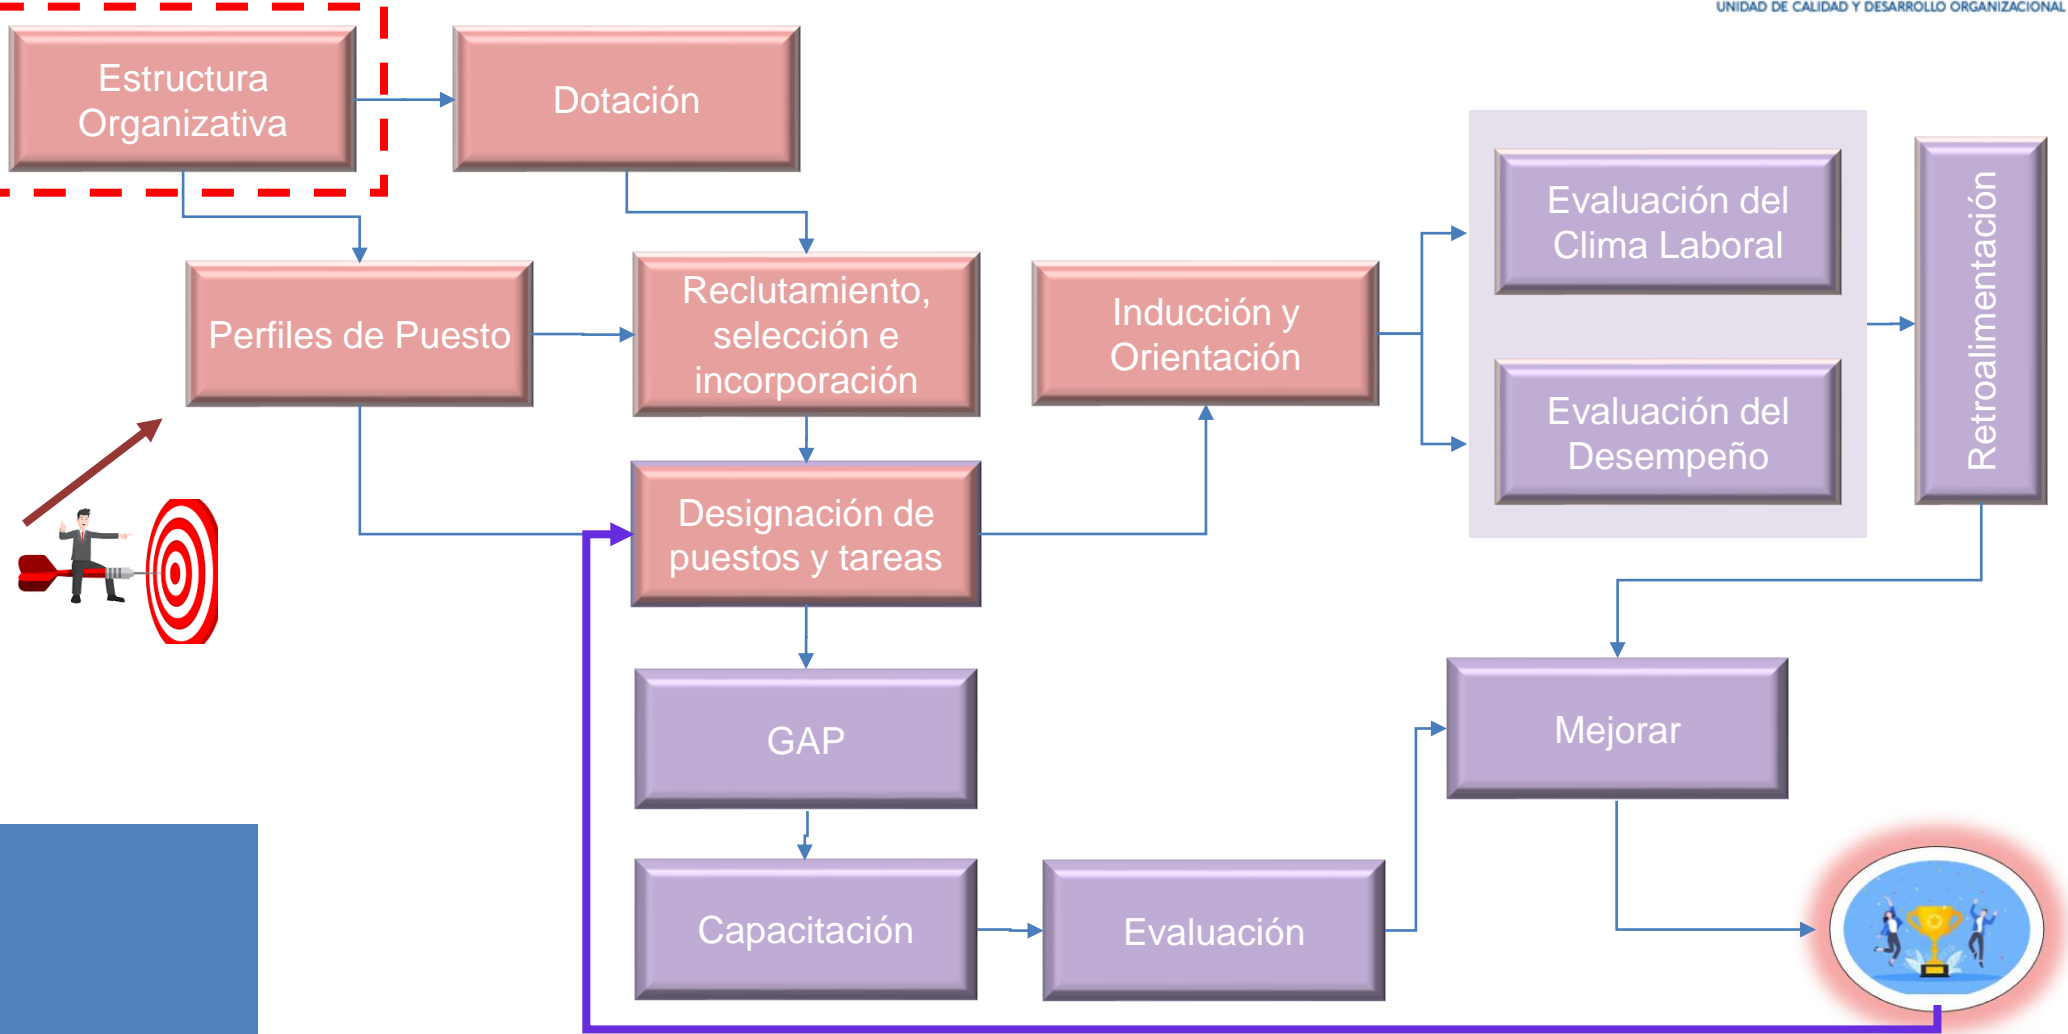 UNIDAD DE CALIDAD Y DESARROLLO ORGANIZACIONAL
Estructura
Organizativa
Dotación
Perfiles de Puesto
Reclutamiento,
selección e
incorporación
Inducción y
Orientación
Evaluación del
Clima Laboral
Evaluación del
Desempeño
Retroalimentación
Designación de
puestos y tareas
GAP
Mejorar
Capacitación
Evaluación